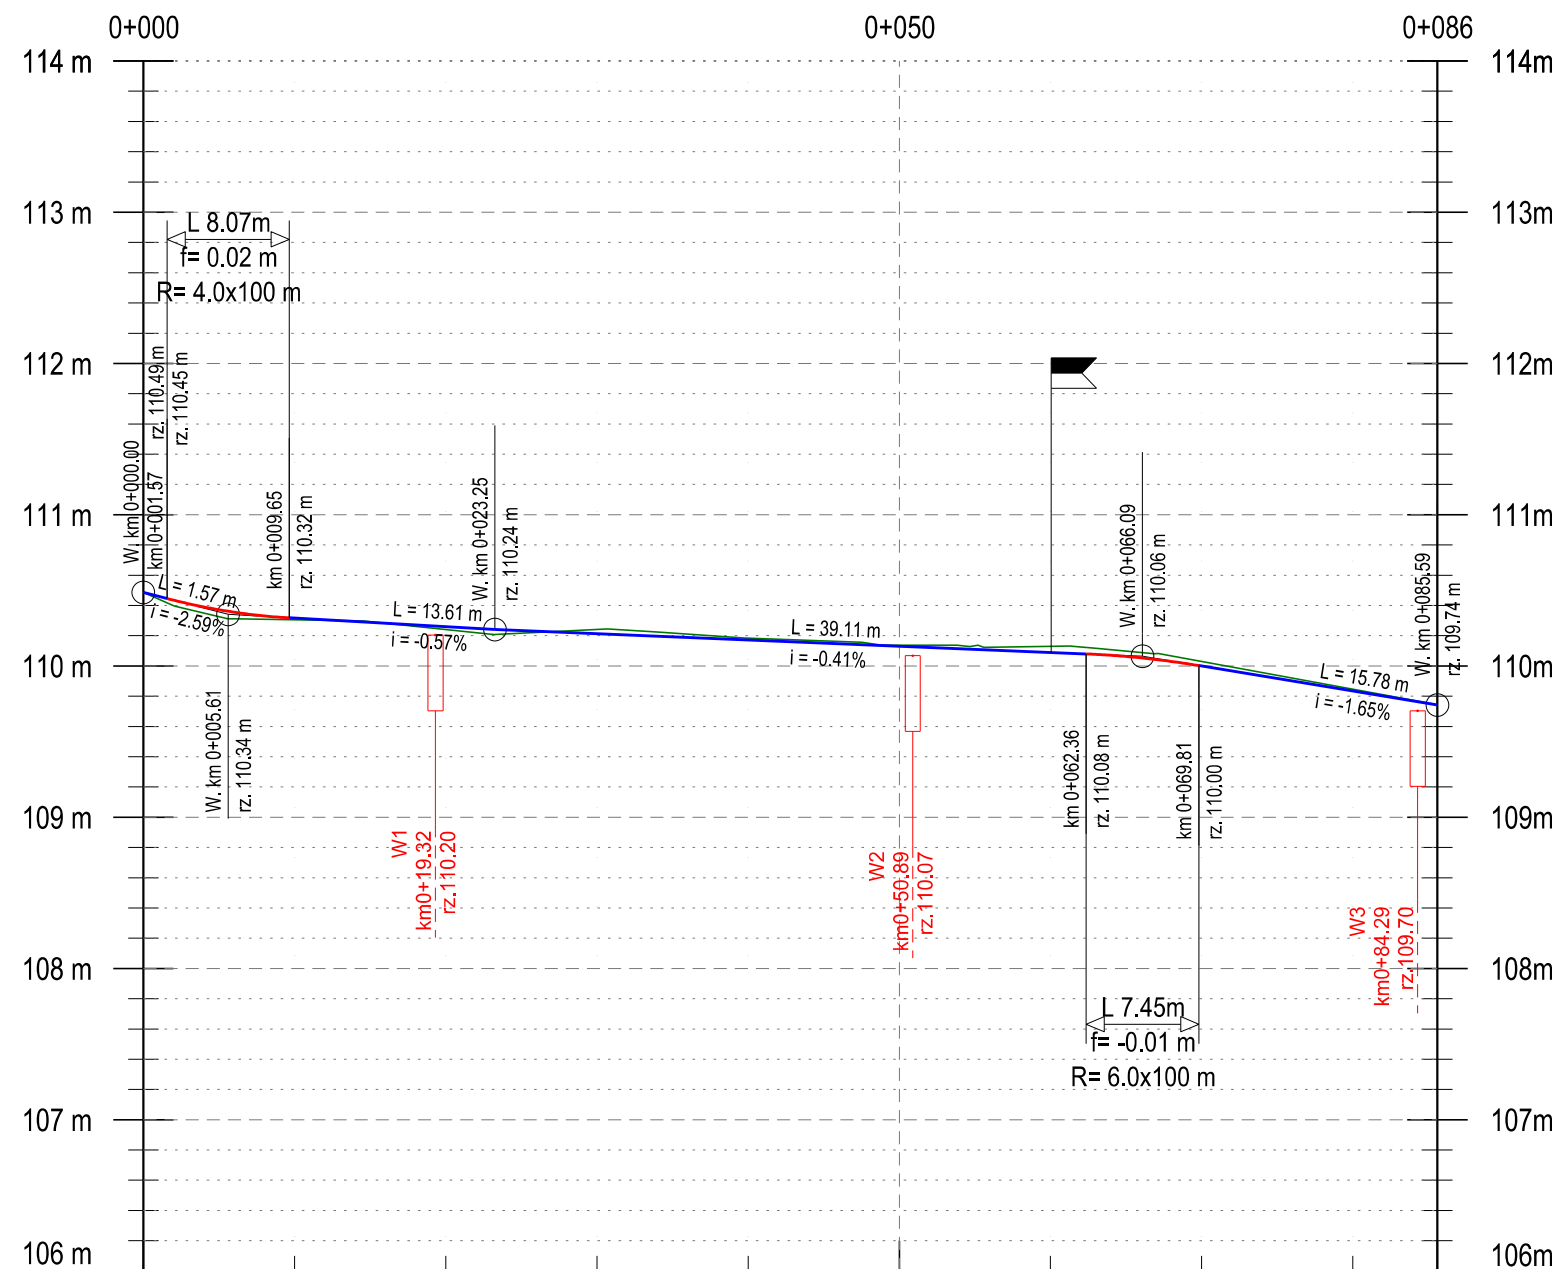 0+000
0+050
0+086
114 m
114m
113 m
113m
L 8.07m
f= 0.02 m
R= 4.0x100 m
112 m
112m
W. km 0+000.00
rz. 110.49 m
km 0+001.57
rz. 110.45 m
km 0+009.65
rz. 110.32 m
W. km 0+023.25
rz. 110.24 m
W. km 0+066.09
rz. 110.06 m
W. km 0+085.59
rz. 109.74 m
111 m
111m
L = 1.57 m
i = -2.59%
L = 13.61 m
i = -0.57%
L = 39.11 m
i = -0.41%
L = 15.78 m
i = -1.65%
110 m
110m
W. km 0+005.61
rz. 110.34 m
km 0+062.36
rz. 110.08 m
km 0+069.81
rz. 110.00 m
109 m
109m
W1
km0+19.32
rz.110.20
W2
km0+50.89
rz.110.07
W3
km0+84.29
rz.109.70
108 m
108m
L 7.45m
f= -0.01 m
R= 6.0x100 m
107 m
107m
106 m
106m